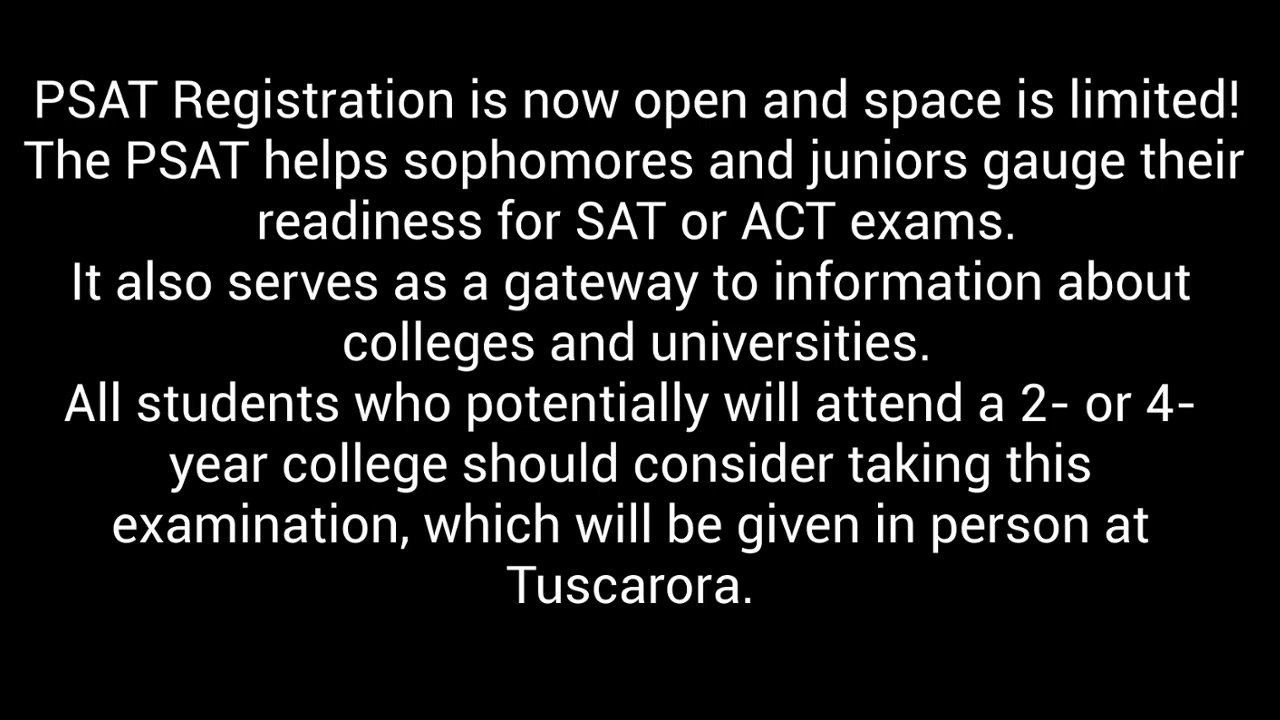 PSAT Registration is now open and space is limited!
The PSAT helps sophomores and juniors gauge their
readiness for SAT or ACT exams.
It also serves as a gateway to information about
colleges and universities.
All students who potentially will attend a 2- or 4-
year college should consider taking this
examination, which will be given in person at
Tuscarora.